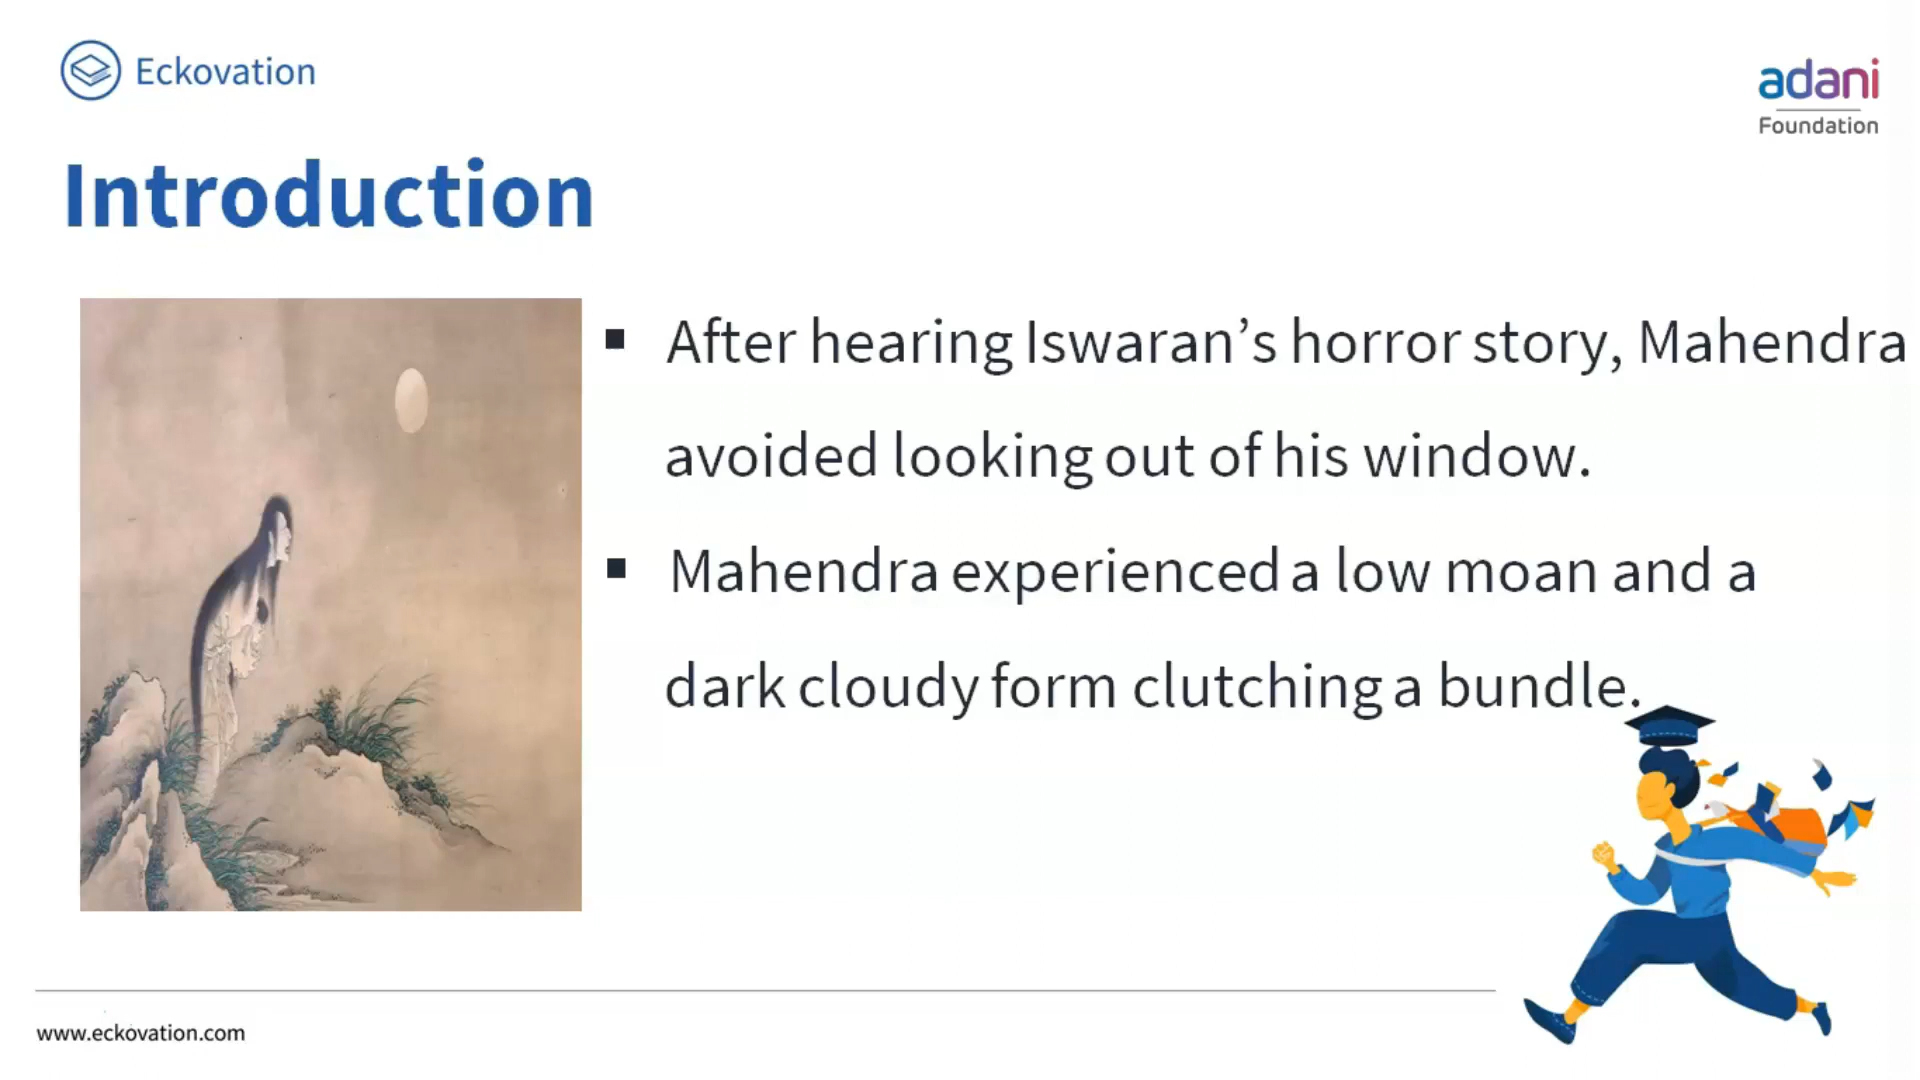 Eckovation
adani
Foundation
Introduction
▪ After hearing Iswaran’s horror story, Mahendra
avoided looking out of his window.
▪ Mahendra experienced a low moan and a
dark cloudy form clutching a bundle.
www.eckovation.com